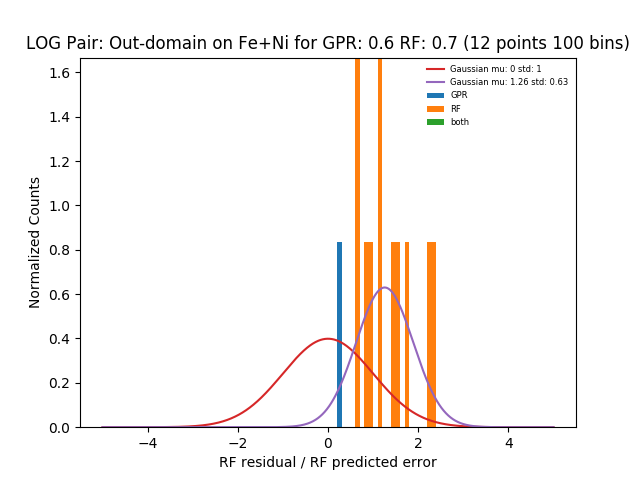 LOG Pair: Out-domain on Fe+Ni for GPR: 0.6 RF: 0.7 (12 points 100 bins)
Gaussian mu: 0 std: 1
Gaussian mu: 1.26 std: 0.63
GPR
RF
both
Normalized Counts
1.6
1.4
1.2
1.0
0.8
0.6
0.4
0.2
0.0
−4 −2 0 2 4
RF residual / RF predicted error